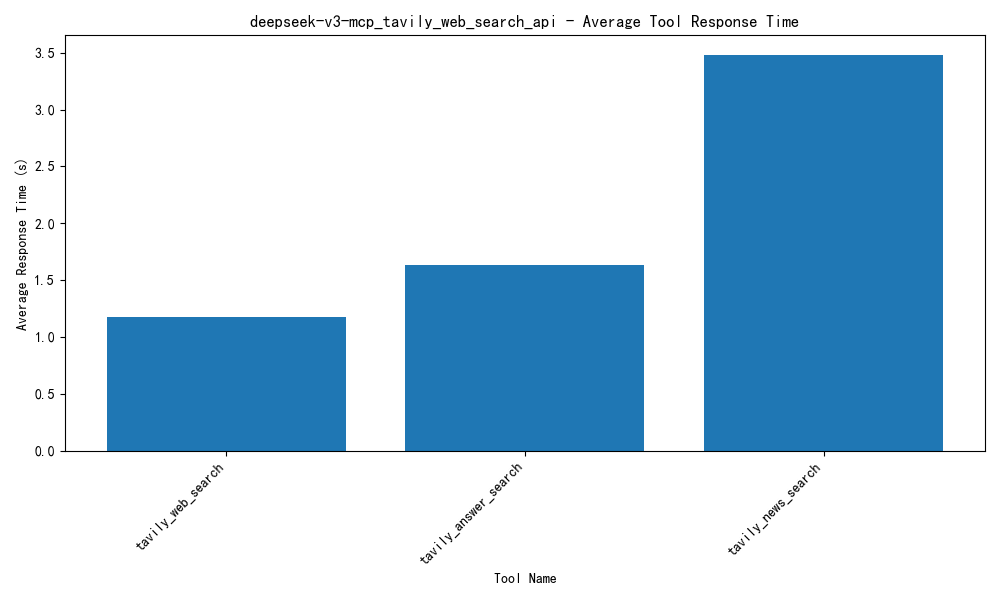 deepseek-v3-mcp_tavily_web_search_api - Average Tool Response Time
Average Response Time (s)
3.5
3.0
2.5
2.0
1.5
1.0
0.5
0.0
tavily_web_search
tavily_answer_search
tavily_news_search
Tool Name